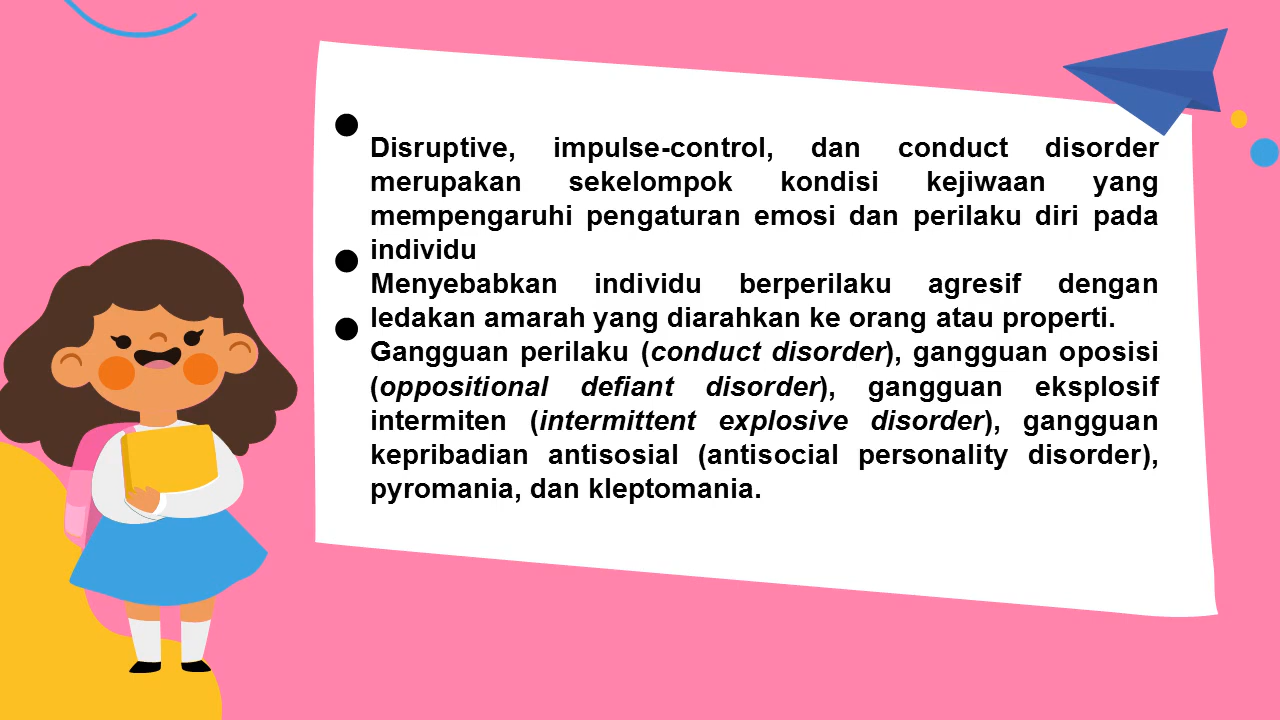 Disruptive, impulse-control, dan conduct disorder
merupakan sekelompok kondisi kejiwaan yang
mempengaruhi pengaturan emosi dan perilaku diri pada
individu
Menyebabkan individu berperilaku agresif dengan
ledakan amarah yang diarahkan ke orang atau properti.
Gangguan perilaku (conduct disorder), gangguan oposisi
(oppositional defiant disorder), gangguan eksplosif
intermiten (intermittent explosive disorder), gangguan
kepribadian antisosial (antisocial personality disorder),
pyromania, dan kleptomania.